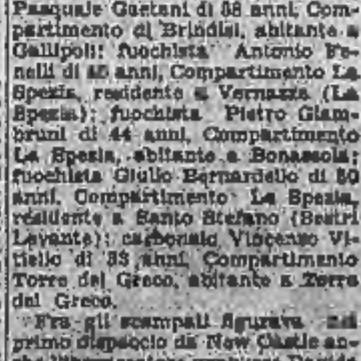 Pasquale Gaetani di 38 anni, Com-
partimento di Brindisi, abitante a
Gallipoli; fuochista Antonio Fe-
nelli di anni, Compartimento La
Spezia, residente a Vernazza (La
Spezia); fuochista Pietro Giam-
bruni di 44 anni, Compartimento
La Spezia, abitante a Bonassola;
fuochista Giulio Bernardello di 50
anni, Compartimento La Spezia,
residente a Santo Stefano (Sestri
Levante); carbonaio Vincenzo Vi-
tiello di 33 anni, Compartimento
Torre del Greco, abitante a Torre
del Greco.
Fra gli scampati figurava nel
primo dispaccio da New Castle an-